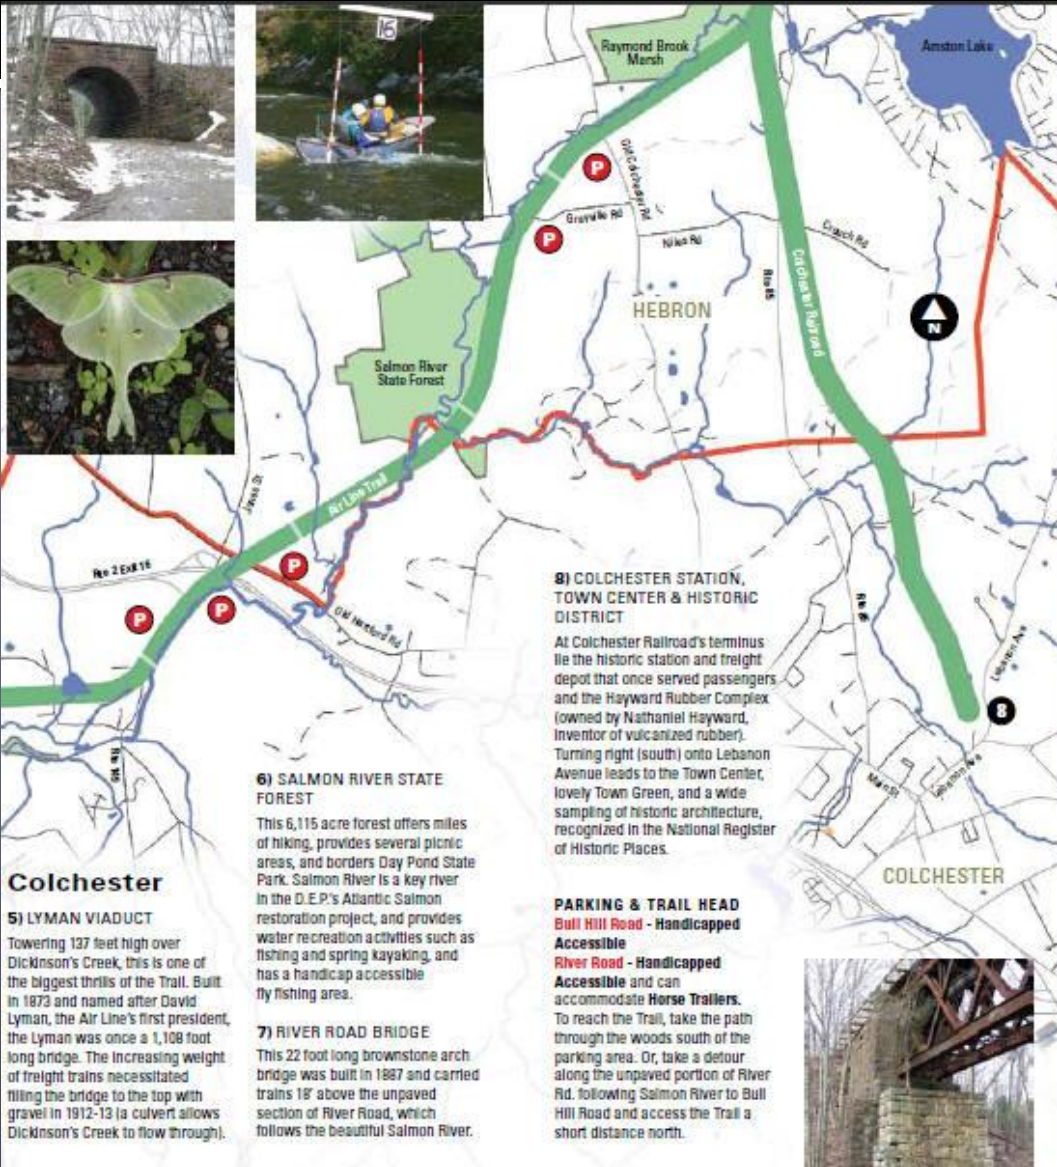 16
Raymond Brook
Marsh
Amston Lake
P
Old Colchester Rd
Granville Rd
P
Niles Rd
Crouch Rd
Rte 85
Colchester Railroad
HEBRON
N
Salmon River
State Forest
Air Line Trail
Jones St
Rte 2 Exit 16
P
P
P
Old Hartford Rd
Rte 149
Rte 85
Lebanon Ave
8
Main St
Lebanon Ave
COLCHESTER
Colchester
5) LYMAN VIADUCT
Towering 137 feet high over
Dickinson's Creek, this is one of
the biggest thrills of the Trail. Built
in 1873 and named after David
Lyman, the Air Line's first president,
the Lyman was once a 1,108 foot
long bridge. The increasing weight
of freight trains necessitated
filling the bridge to the top with
gravel in 1912-13 (a culvert allows
Dickinson's Creek to flow through).
6) SALMON RIVER STATE
FOREST
This 6,115 acre forest offers miles
of hiking, provides several picnic
areas, and borders Day Pond State
Park. Salmon River is a key river
in the D.E.P.'s Atlantic Salmon
restoration project, and provides
water recreation activities such as
fishing and spring kayaking, and
has a handicap accessible
fly fishing area.
7) RIVER ROAD BRIDGE
This 22 foot long brownstone arch
bridge was built in 1887 and carried
trains 18' above the unpaved
section of River Road, which
follows the beautiful Salmon River.
8) COLCHESTER STATION,
TOWN CENTER & HISTORIC
DISTRICT
At Colchester Railroad's terminus
lie the historic station and freight
depot that once served passengers
and the Hayward Rubber Complex
(owned by Nathaniel Hayward,
inventor of vulcanized rubber).
Turning right (south) onto Lebanon
Avenue leads to the Town Center,
lovely Town Green, and a wide
sampling of historic architecture,
recognized in the National Register
of Historic Places.
PARKING & TRAIL HEAD
Bull Hill Road - Handicapped
Accessible
River Road - Handicapped
Accessible and can
accommodate Horse Trailers.
To reach the Trail, take the path
through the woods south of the
parking area. Or, take a detour
along the unpaved portion of River
Rd. following Salmon River to Bull
Hill Road and access the Trail a
short distance north.